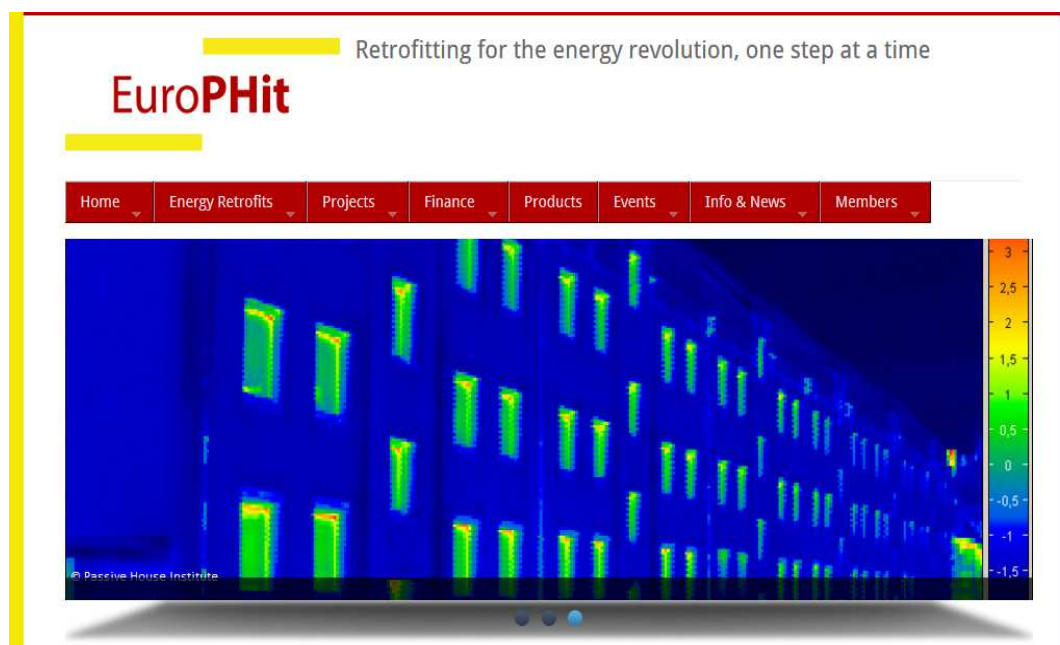 Retrofitting for the energy revolution, one step at a time
EuroPHit
Home Energy Retrofits Projects Finance Products Events Info & News Members
3
2,5
2
1,5
1
0,5
0
-0,5
-1
-1,5
© Passive House Institute